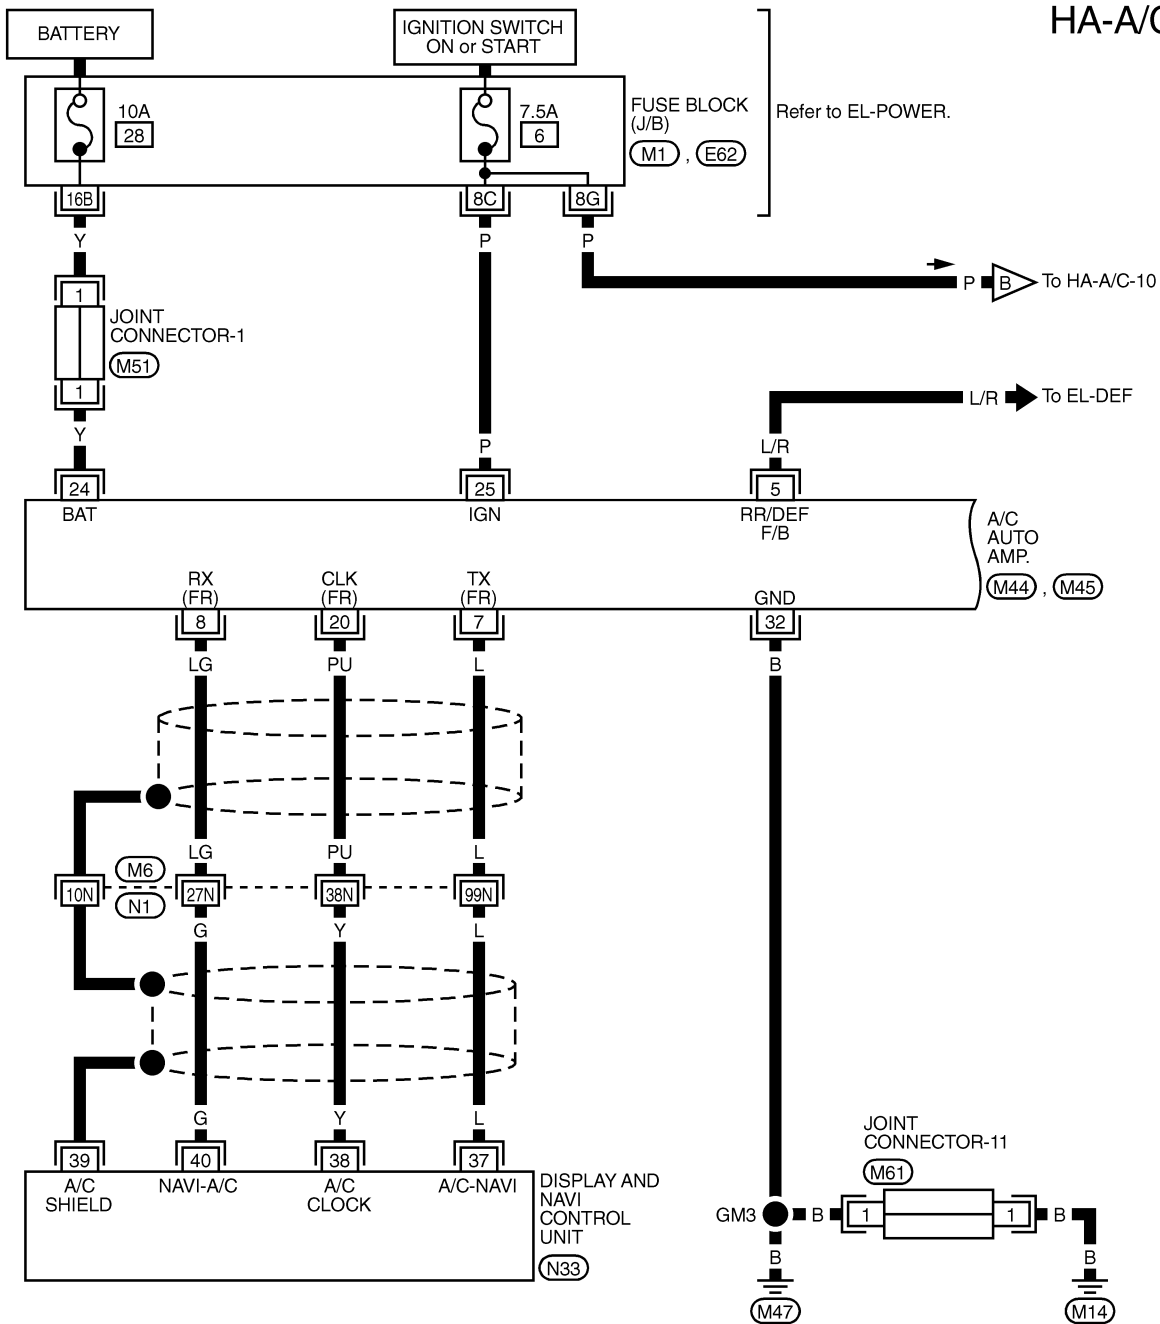 HA-A/C
BATTERY
IGNITION SWITCH
ON or START
10A
28
7.5A
6
FUSE BLOCK
(J/B)
M1 , E62
Refer to EL-POWER.
16B
8C
8G
Y
P
P
P
B
To HA-A/C-10
1
JOINT
CONNECTOR-1
M51
1
L/R
To EL-DEF
Y
P
L/R
24
25
5
BAT
IGN
RR/DEF
F/B
A/C
AUTO
AMP.
M44 , M45
RX
(FR)
CLK
(FR)
TX
(FR)
GND
8
20
7
32
LG
PU
L
B
LG
PU
L
M6
10N
27N
38N
99N
N1
G
Y
L
G
Y
L
39
40
38
37
A/C
SHIELD
NAVI-A/C
A/C
CLOCK
A/C-NAVI
DISPLAY AND
NAVI
CONTROL
UNIT
N33
JOINT
CONNECTOR-11
M61
GM3
B
1
1
B
B
B
M47
M14